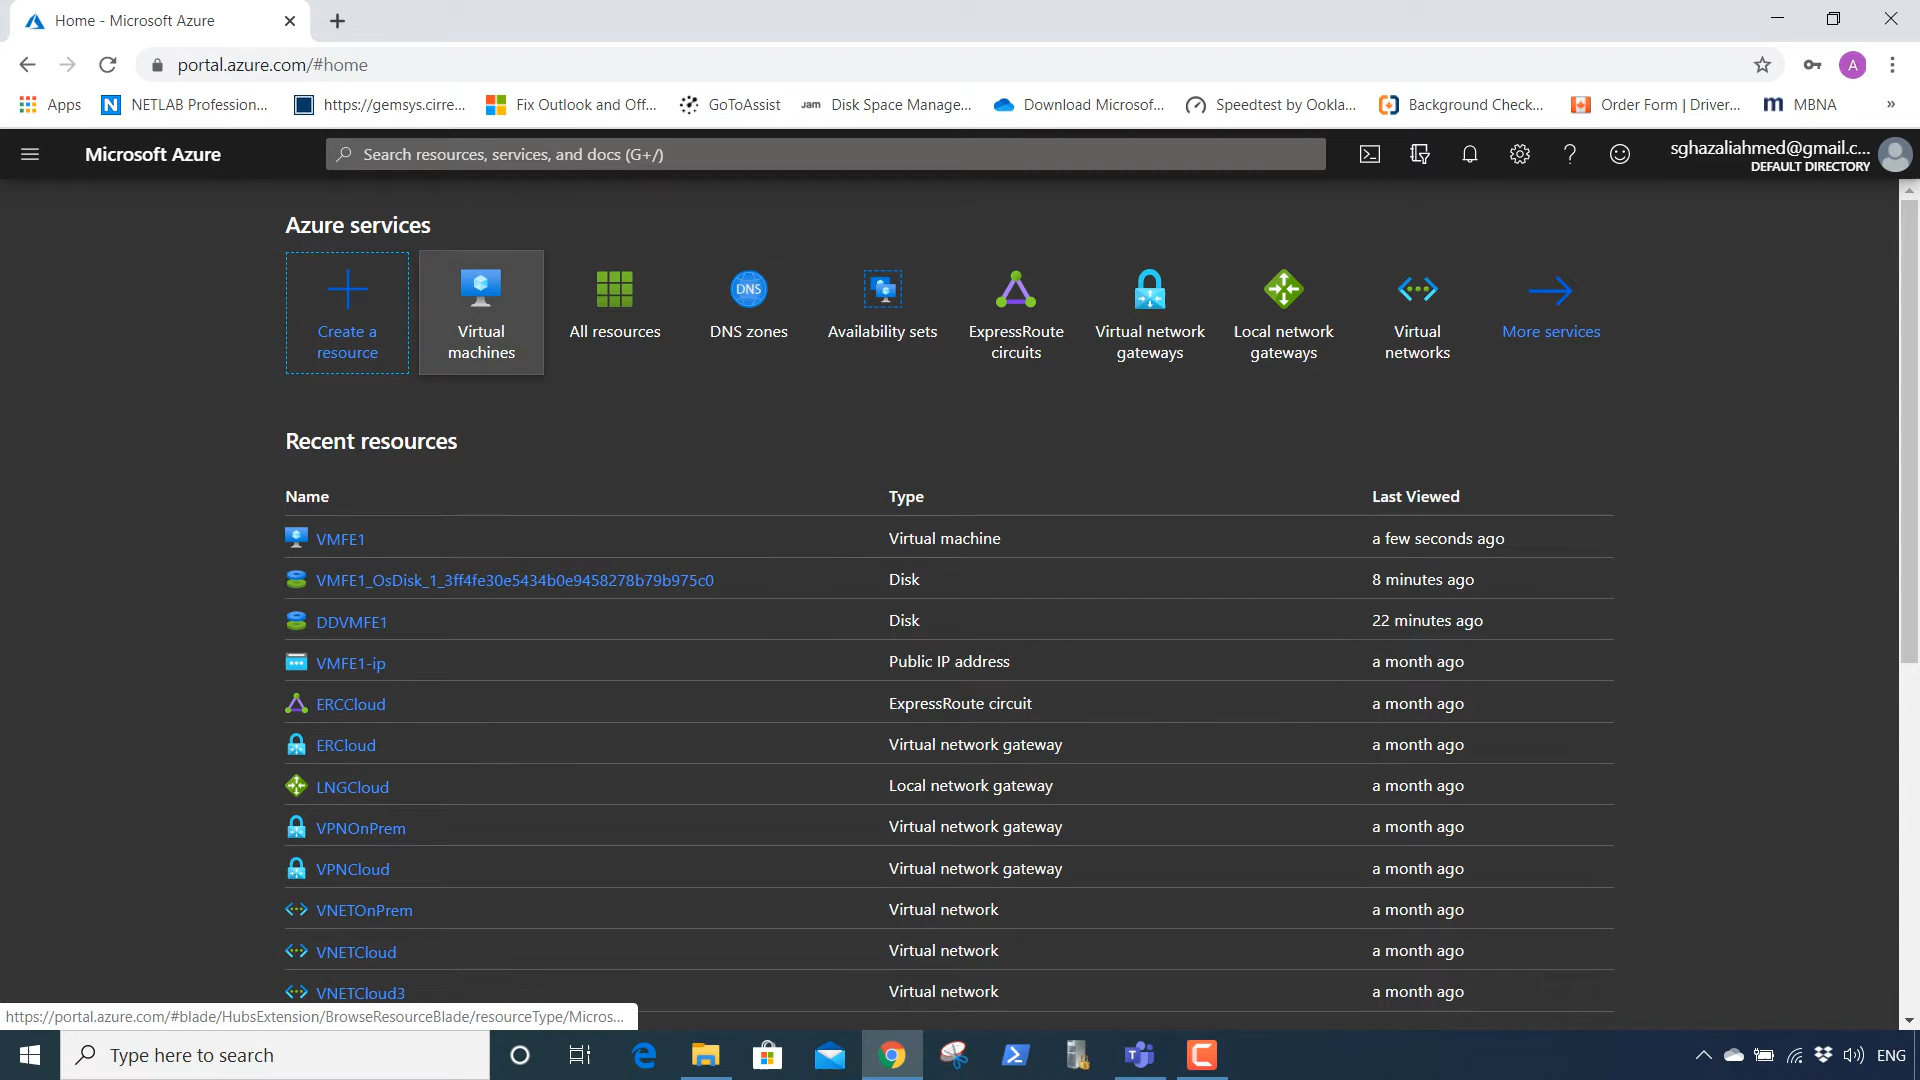 Home - Microsoft Azure
portal.azure.com/#home
A
Apps
NETLAB Profession...
https://gemsys.cirre...
Fix Outlook and Off...
GoToAssist
Jam Disk Space Manage...
Download Microsof...
Speedtest by Ookla...
Background Check...
Order Form | Driver...
m MBNA
»
Microsoft Azure
Search resources, services, and docs (G+/)
sghazaliahmed@gmail.c...
DEFAULT DIRECTORY
Azure services
Create a
resource
Virtual
machines
All resources
DNS
DNS zones
Availability sets
ExpressRoute
circuits
Virtual network
gateways
Local network
gateways
Virtual
networks
More services
Recent resources
Name Type Last Viewed
VMFE1 Virtual machine a few seconds ago
VMFE1_OsDisk_1_3ff4fe30e5434b0e9458278b79b975c0 Disk 8 minutes ago
DDVMFE1 Disk 22 minutes ago
VMFE1-ip Public IP address a month ago
ERCCloud ExpressRoute circuit a month ago
ERCloud Virtual network gateway a month ago
LNGCloud Local network gateway a month ago
VPNOnPrem Virtual network gateway a month ago
VPNCloud Virtual network gateway a month ago
VNETOnPrem Virtual network a month ago
VNETCloud Virtual network a month ago
VNETCloud3 Virtual network a month ago
https://portal.azure.com/#blade/HubsExtension/BrowseResourceBlade/resourceType/Micros...
Type here to search
ENG